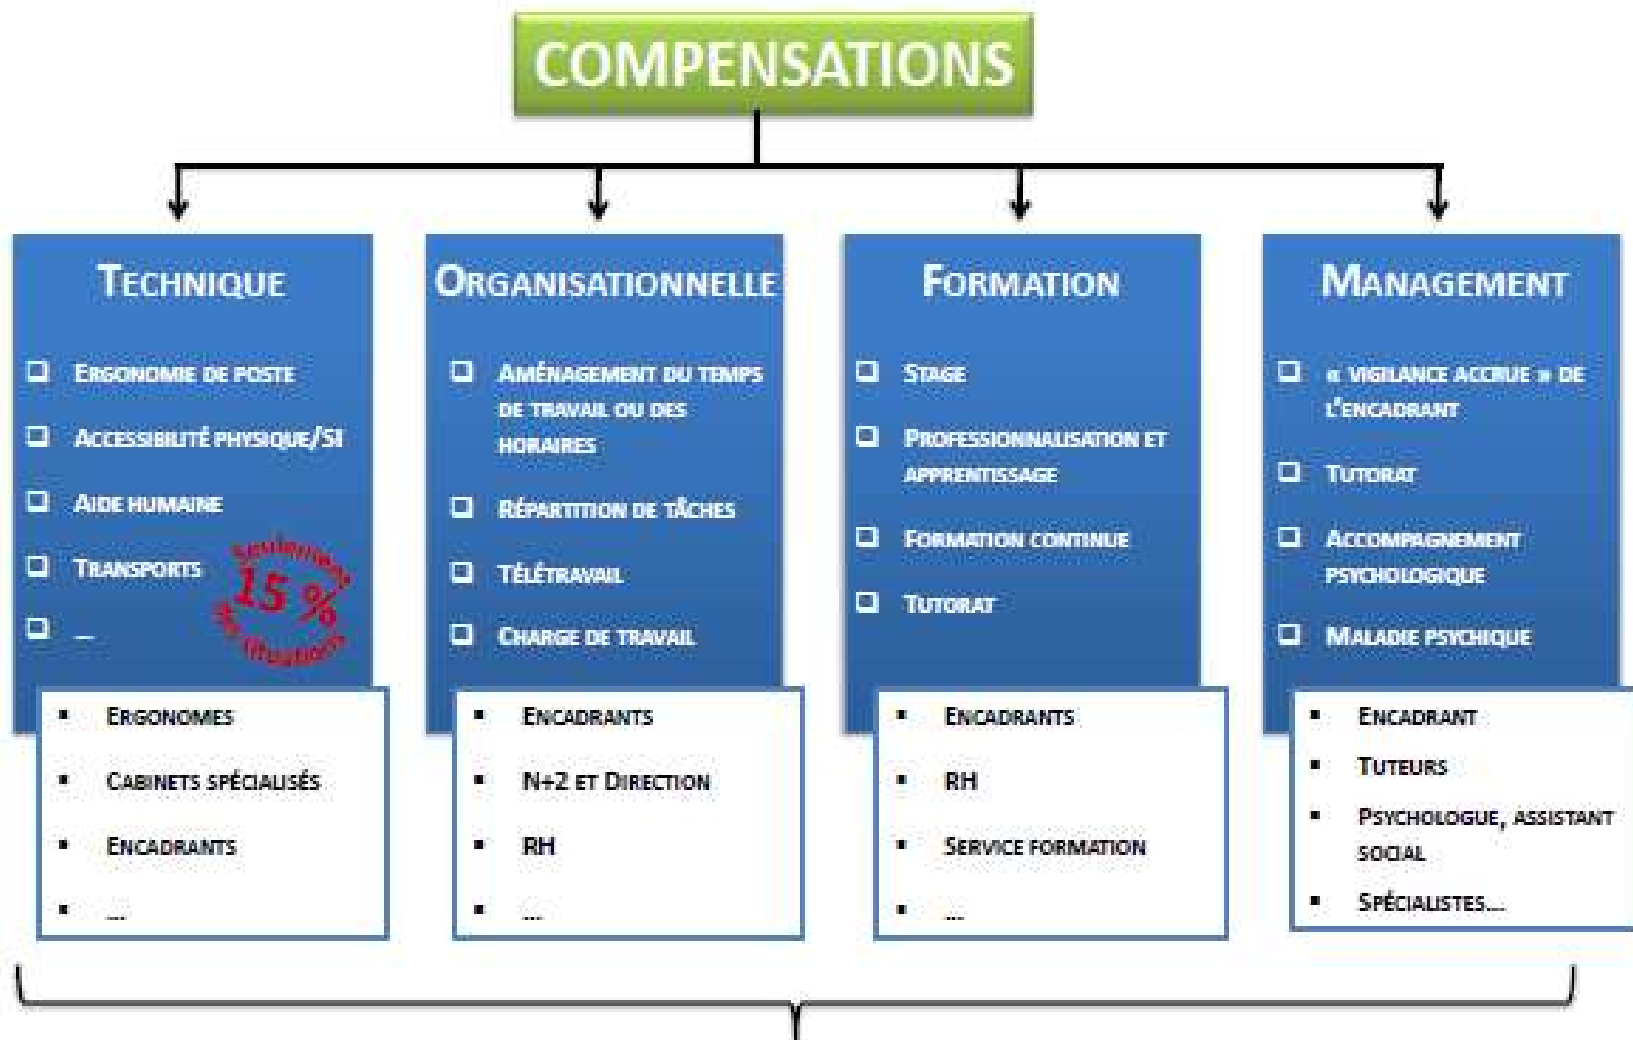 COMPENSATIONS
TECHNIQUE
❑ ERGONOMIE DE POSTE
❑ ACCESSIBILITÉ PHYSIQUE/SI
❑ AIDE HUMAINE
❑ TRANSPORTS
❑ ...
Seulement
15 %
des situations
▪ ERGONOMES
▪ CABINETS SPÉCIALISÉS
▪ ENCADRANTS
▪ ...
ORGANISATIONNELLE
❑ AMÉNAGEMENT DU TEMPS
DE TRAVAIL OU DES
HORAIRES
❑ RÉPARTITION DE TÂCHES
❑ TÉLÉTRAVAIL
❑ CHARGE DE TRAVAIL
▪ ENCADRANTS
▪ N+2 ET DIRECTION
▪ RH
▪ ...
FORMATION
❑ STAGE
❑ PROFESSIONNALISATION ET
APPRENTISSAGE
❑ FORMATION CONTINUE
❑ TUTORAT
▪ ENCADRANTS
▪ RH
▪ SERVICE FORMATION
▪ ...
MANAGEMENT
❑ « VIGILANCE ACCRUE » DE
L'ENCADRANT
❑ TUTORAT
❑ ACCOMPAGNEMENT
PSYCHOLOGIQUE
❑ MALADIE PSYCHIQUE
▪ ENCADRANT
▪ TUTEURS
▪ PSYCHOLOGUE, ASSISTANT
SOCIAL
▪ SPÉCIALISTES...